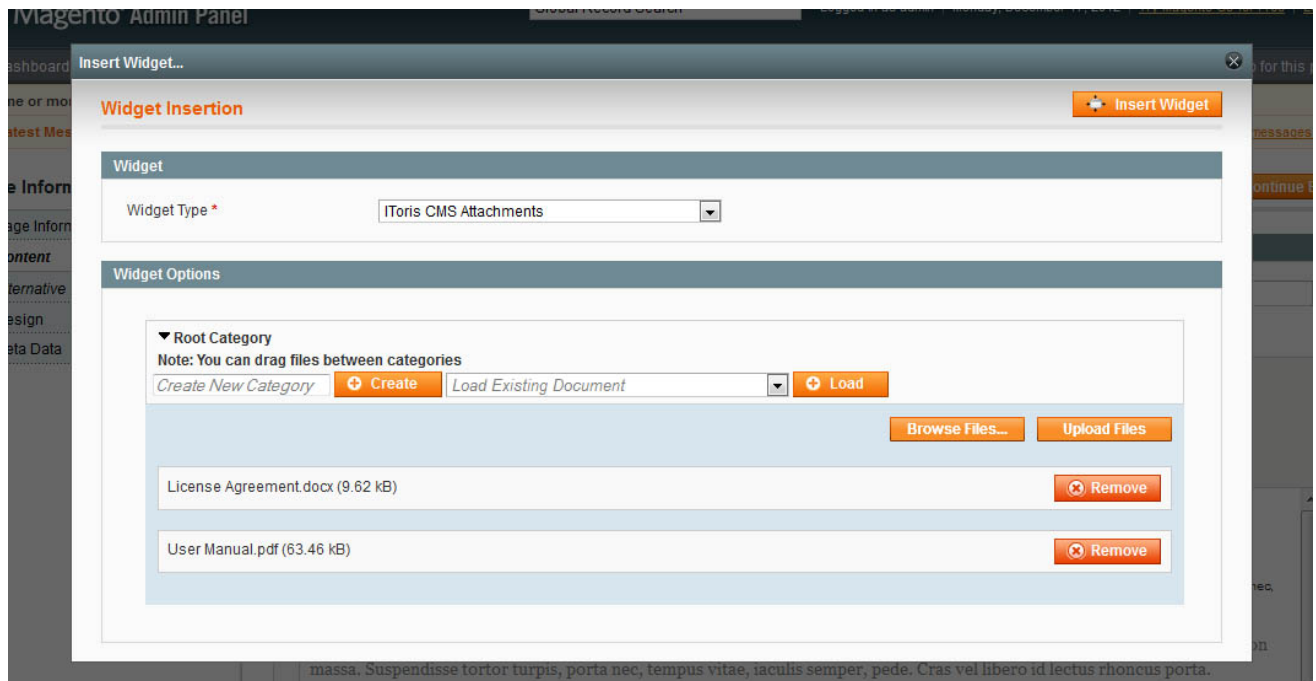 Magento Admin Panel
Insert Widget...
Widget Insertion
Insert Widget
Widget
Widget Type *
IToris CMS Attachments
Widget Options
Root Category
Note: You can drag files between categories
Create New Category Create Load Existing Document Load
Browse Files... Upload Files
License Agreement.docx (9.62 kB) Remove
User Manual.pdf (63.46 kB) Remove
massa. Suspendisse tortor turpis, porta nec, tempus vitae, iaculis semper, pede. Cras vel libero id lectus rhoncus porta.